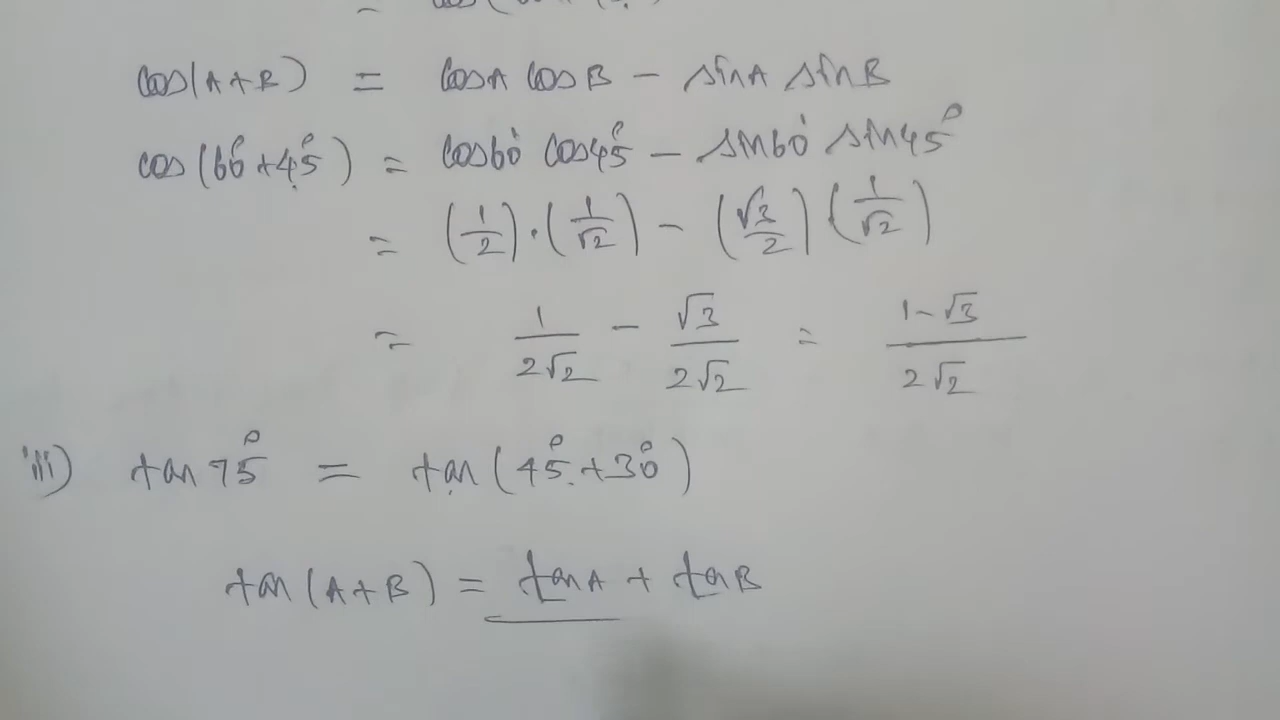 cos(A+B) = cosA cosB - sinA sinB
cos(60°+45°) = cos60° cos45° - sin60° sin45°
= (1/2)·(1/√2) - (√3/2)(1/√2)
= 1/2√2 - √3/2√2 = 1-√3/2√2
iii) tan75° = tan(45°+30°)
tan(A+B) = tanA + tanB